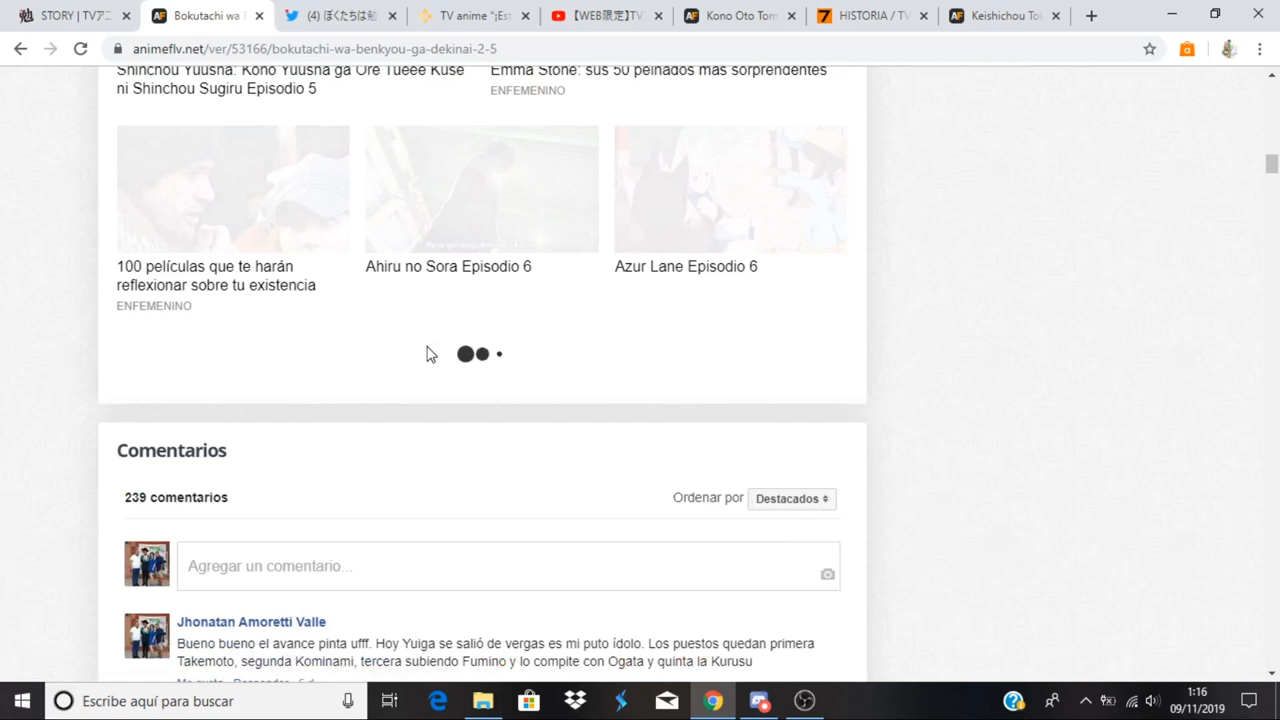 STORY | TVア
Bokutachi wa B
(4) ぼくたちは勉
TV anime "¡Est
【WEB限定】TV
Kono Oto Tom
HISTORIA / TV
Keishichou Tok
animeflv.net/ver/53166/bokutachi-wa-benkyou-ga-dekinai-2-5
Shinchou Yuusha: Kono Yuusha ga Ore Tueee Kuse
ni Shinchou Sugiru Episodio 5
Emma Stone: sus 50 peinados más sorprendentes
ENFEMENINO
100 películas que te harán
reflexionar sobre tu existencia
ENFEMENINO
Ahiru no Sora Episodio 6
Azur Lane Episodio 6
Comentarios
239 comentarios
Ordenar por Destacados
Agregar un comentario...
Jhonatan Amoretti Valle
Bueno bueno el avance pinta ufff. Hoy Yuiga se salió de vergas es mi puto ídolo. Los puestos quedan primera
Takemoto, segunda Kominami, tercera subiendo Fumino y lo compite con Ogata y quinta la Kurusu
Escribe aquí para buscar
1:16
09/11/2019